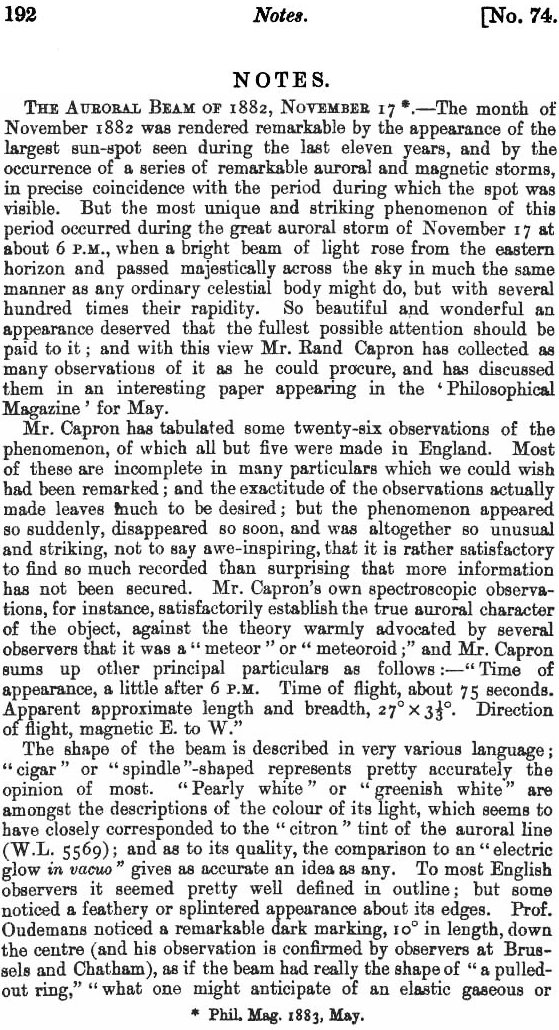 192 Notes. [No. 74.
NOTES.
The Auroral Beam of 1882, November 17 *.—The month of
November 1882 was rendered remarkable by the appearance of the
largest sun-spot seen during the last eleven years, and by the
occurrence of a series of remarkable auroral and magnetic storms,
in precise coincidence with the period during which the spot was
visible. But the most unique and striking phenomenon of this
period occurred during the great auroral storm of November 17 at
about 6 P.M., when a bright beam of light rose from the eastern
horizon and passed majestically across the sky in much the same
manner as any ordinary celestial body might do, but with several
hundred times their rapidity. So beautiful and wonderful an
appearance deserved that the fullest possible attention should be
paid to it; and with this view Mr. Rand Capron has collected as
many observations of it as he could procure, and has discussed
them in an interesting paper appearing in the ‘Philosophical
Magazine’ for May.
Mr. Capron has tabulated some twenty-six observations of the
phenomenon, of which all but five were made in England. Most
of these are incomplete in many particulars which we could wish
had been remarked; and the exactitude of the observations actually
made leaves much to be desired; but the phenomenon appeared
so suddenly, disappeared so soon, and was altogether so unusual
and striking, not to say awe-inspiring, that it is rather satisfactory
to find so much recorded than surprising that more information
has not been secured. Mr. Capron's own spectroscopic observa-
tions, for instance, satisfactorily establish the true auroral character
of the object, against the theory warmly advocated by several
observers that it was a “meteor” or “meteoroid;” and Mr. Capron
sums up other principal particulars as follows:—“Time of
appearance, a little after 6 P.M. Time of flight, about 75 seconds.
Apparent approximate length and breadth, 27° × 3½°. Direction
of flight, magnetic E. to W.”
The shape of the beam is described in very various language;
“cigar” or “spindle”-shaped represents pretty accurately the
opinion of most. “Pearly white” or “greenish white” are
amongst the descriptions of the colour of its light, which seems to
have closely corresponded to the “citron” tint of the auroral line
(W.L. 5569); and as to its quality, the comparison to an “electric
glow in vacuo” gives as accurate an idea as any. To most English
observers it seemed pretty well defined in outline; but some
noticed a feathery or splintered appearance about its edges. Prof.
Oudemans noticed a remarkable dark marking, 10° in length, down
the centre (and his observation is confirmed by observers at Brus-
sels and Chatham), as if the beam had really the shape of “a pulled-
out ring,” “what one might anticipate of an elastic gaseous or
* Phil. Mag. 1883, May.